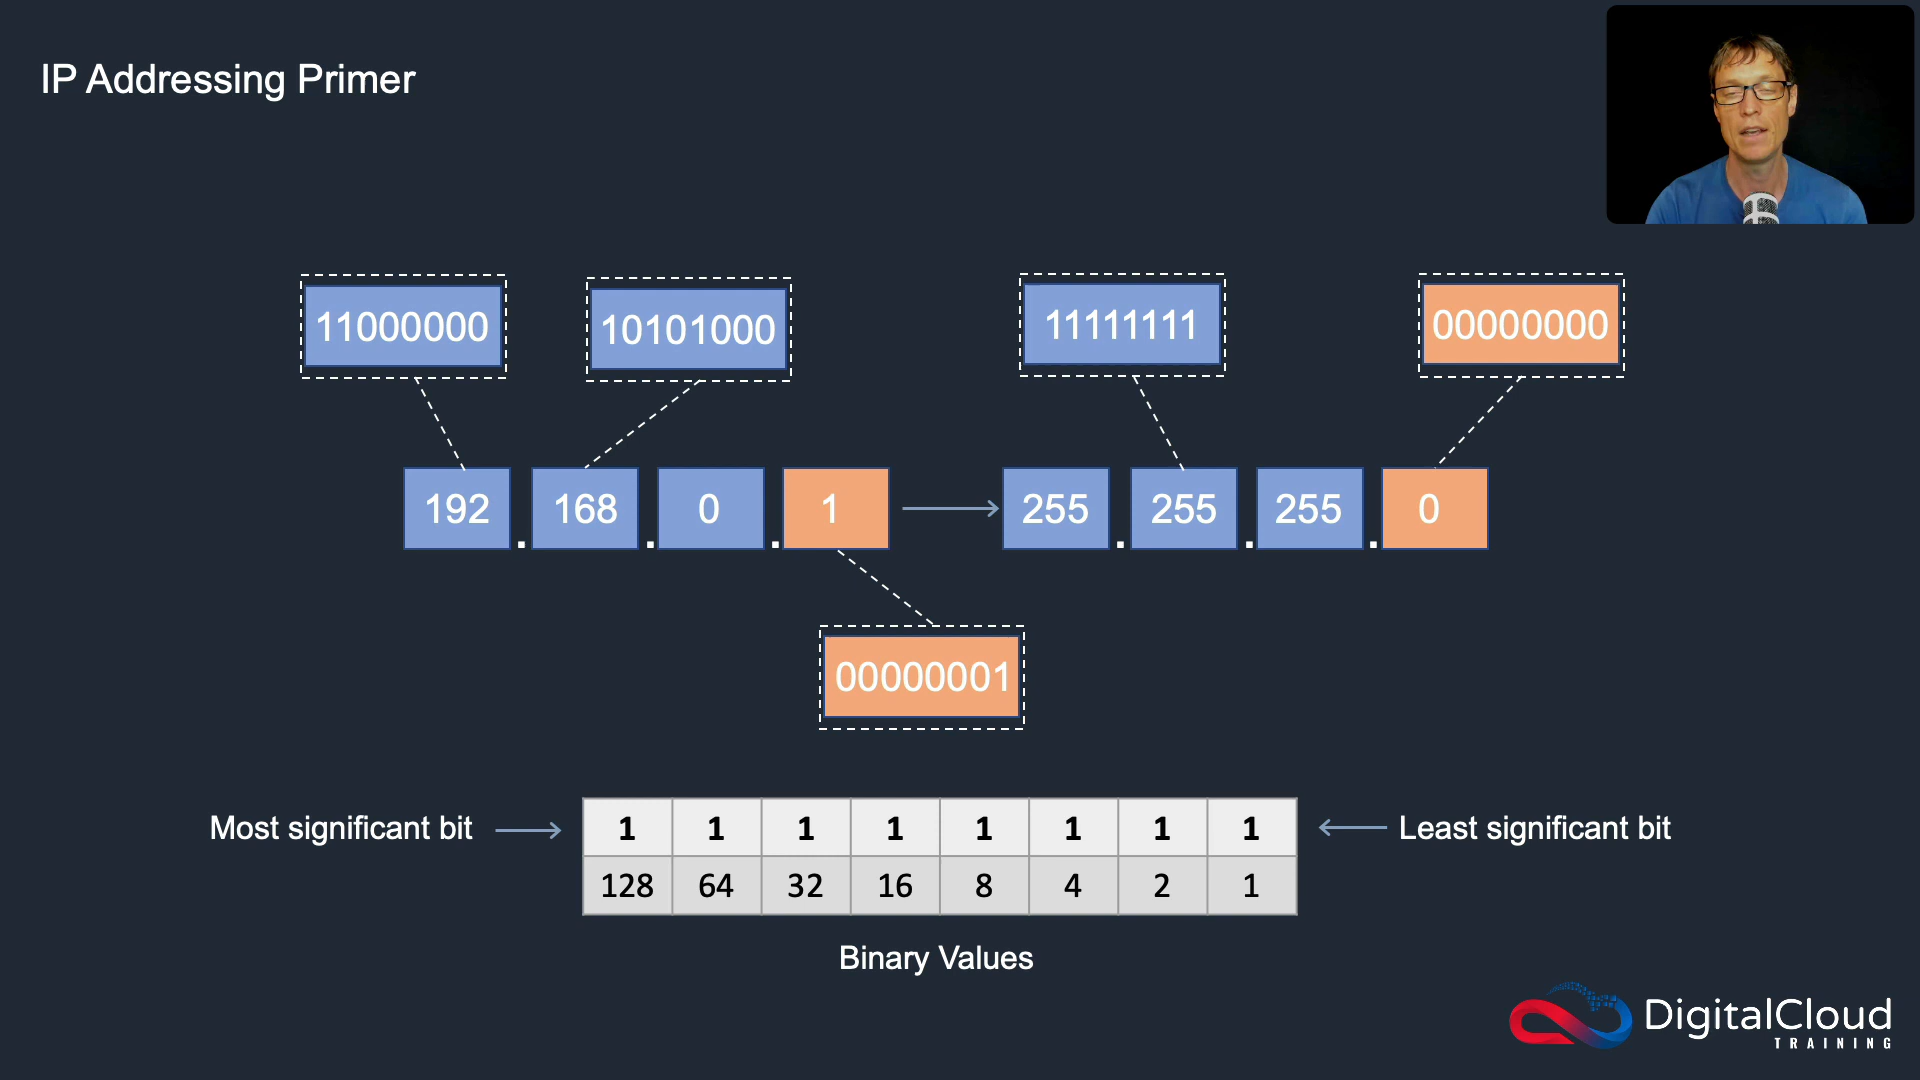 IP Addressing Primer
11000000
10101000
11111111
00000000
192.168.0.1
255.255.255.0
00000001
Most significant bit
1 1 1 1 1 1 1 1
Least significant bit
128 64 32 16 8 4 2 1
Binary Values
DigitalCloud
TRAINING